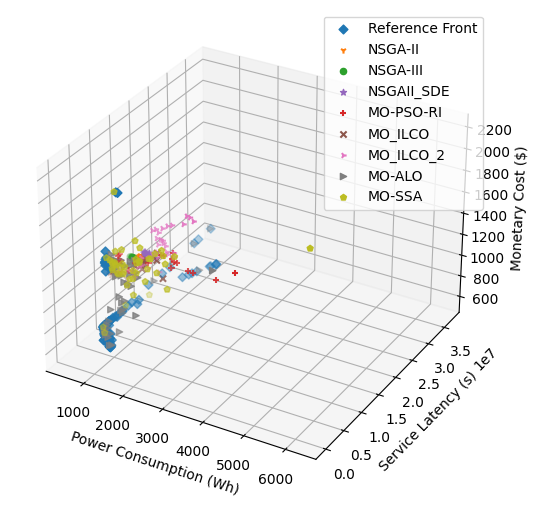 Reference Front
NSGA-II
NSGA-III
NSGAII_SDE
MO-PSO-RI
MO_ILCO
MO_ILCO_2
MO-ALO
MO-SSA
2200
2000
1800
1600
1400
1200
1000
800
600
Monetary Cost ($)
1e7
3.5
3.0
2.5
2.0
1.5
1.0
0.5
0.0
Service Latency (s)
1000
2000
3000
4000
5000
6000
Power Consumption (Wh)